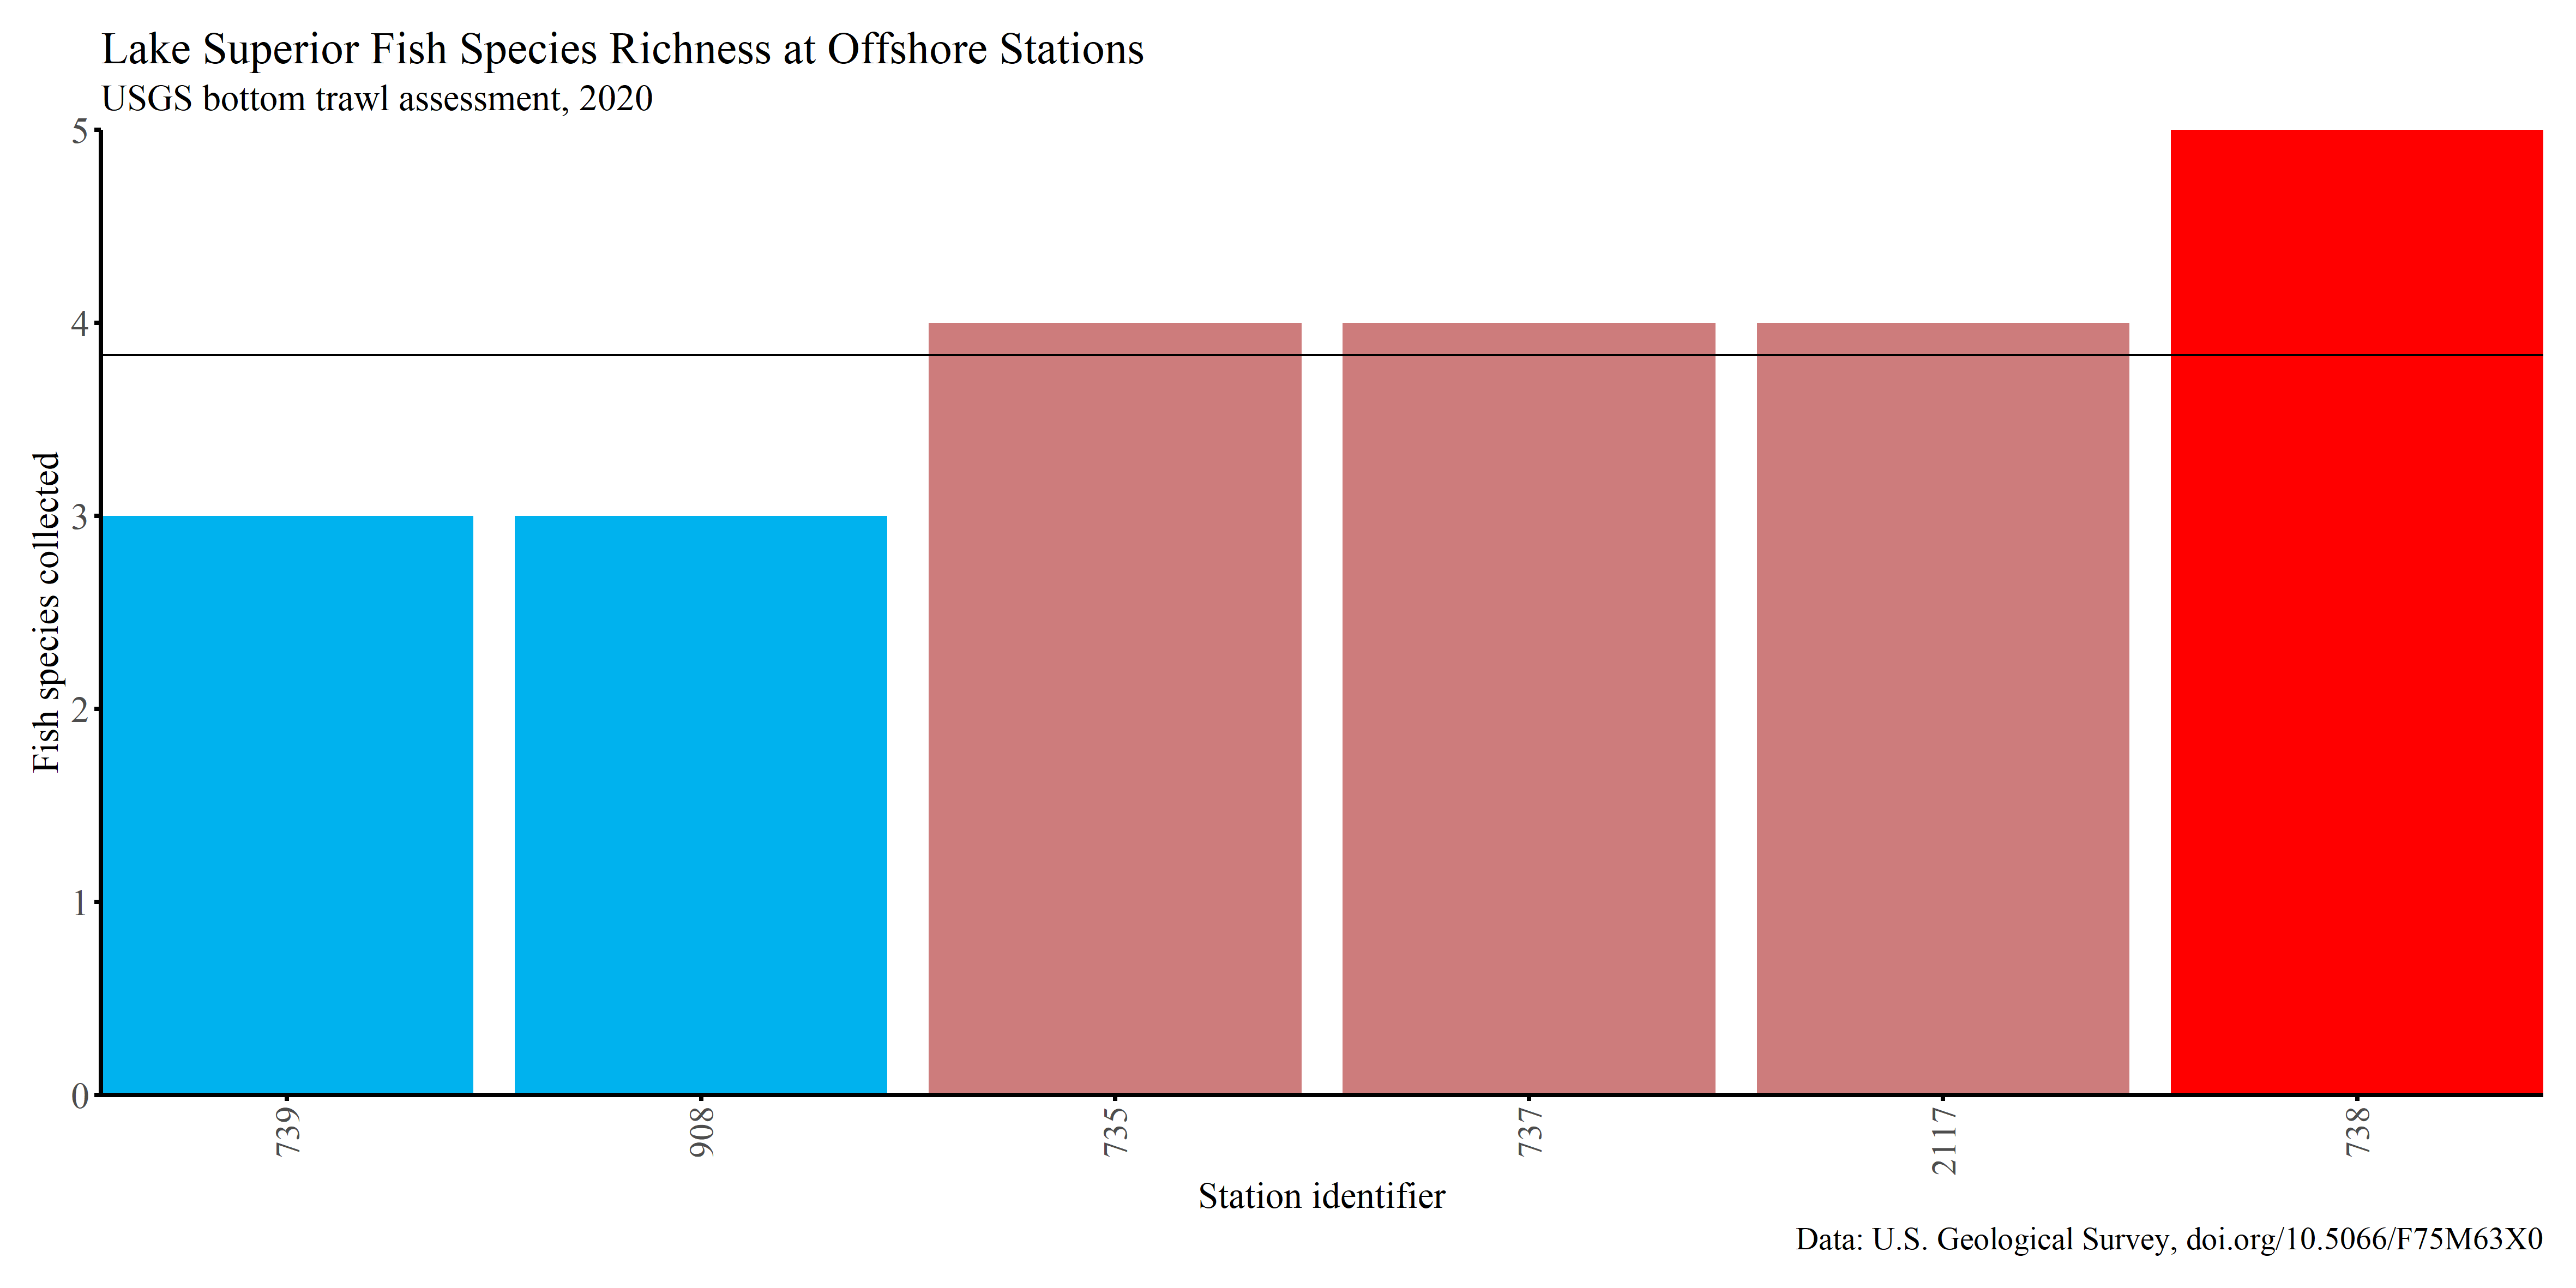 Lake Superior Fish Species Richness at Offshore Stations
USGS bottom trawl assessment, 2020
5
4
3
2
1
0
Fish species collected
739
908
735
737
2117
738
Station identifier
Data: U.S. Geological Survey, doi.org/10.5066/F75M63X0